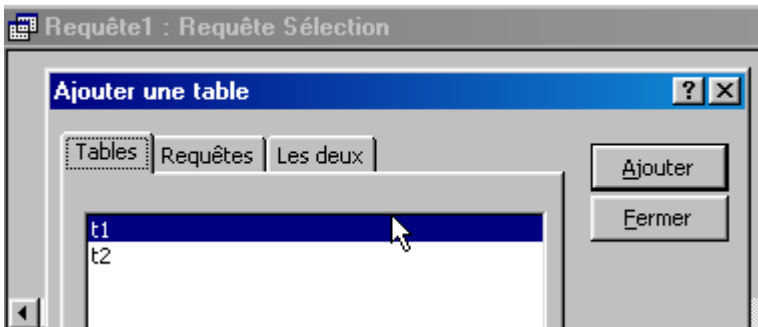 Requête1 : Requête Sélection
Ajouter une table
Tables Requêtes Les deux
Ajouter
t1
Fermer
t2